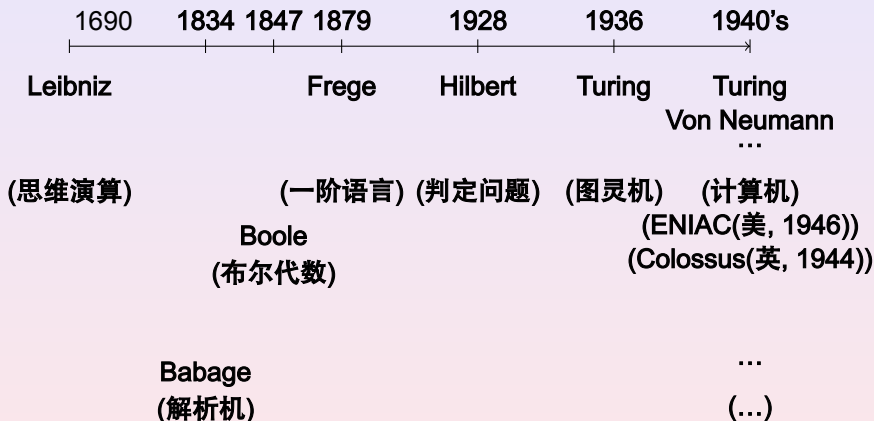 1690 1834 1847 1879 1928 1936 1940's
Leibniz Frege Hilbert Turing Turing
Von Neumann
...
(思维演算) (一阶语言) (判定问题) (图灵机) (计算机)
(ENIAC(美, 1946))
Boole
(Colossus(英, 1944))
(布尔代数)
...
Babage
(解析机) (...)